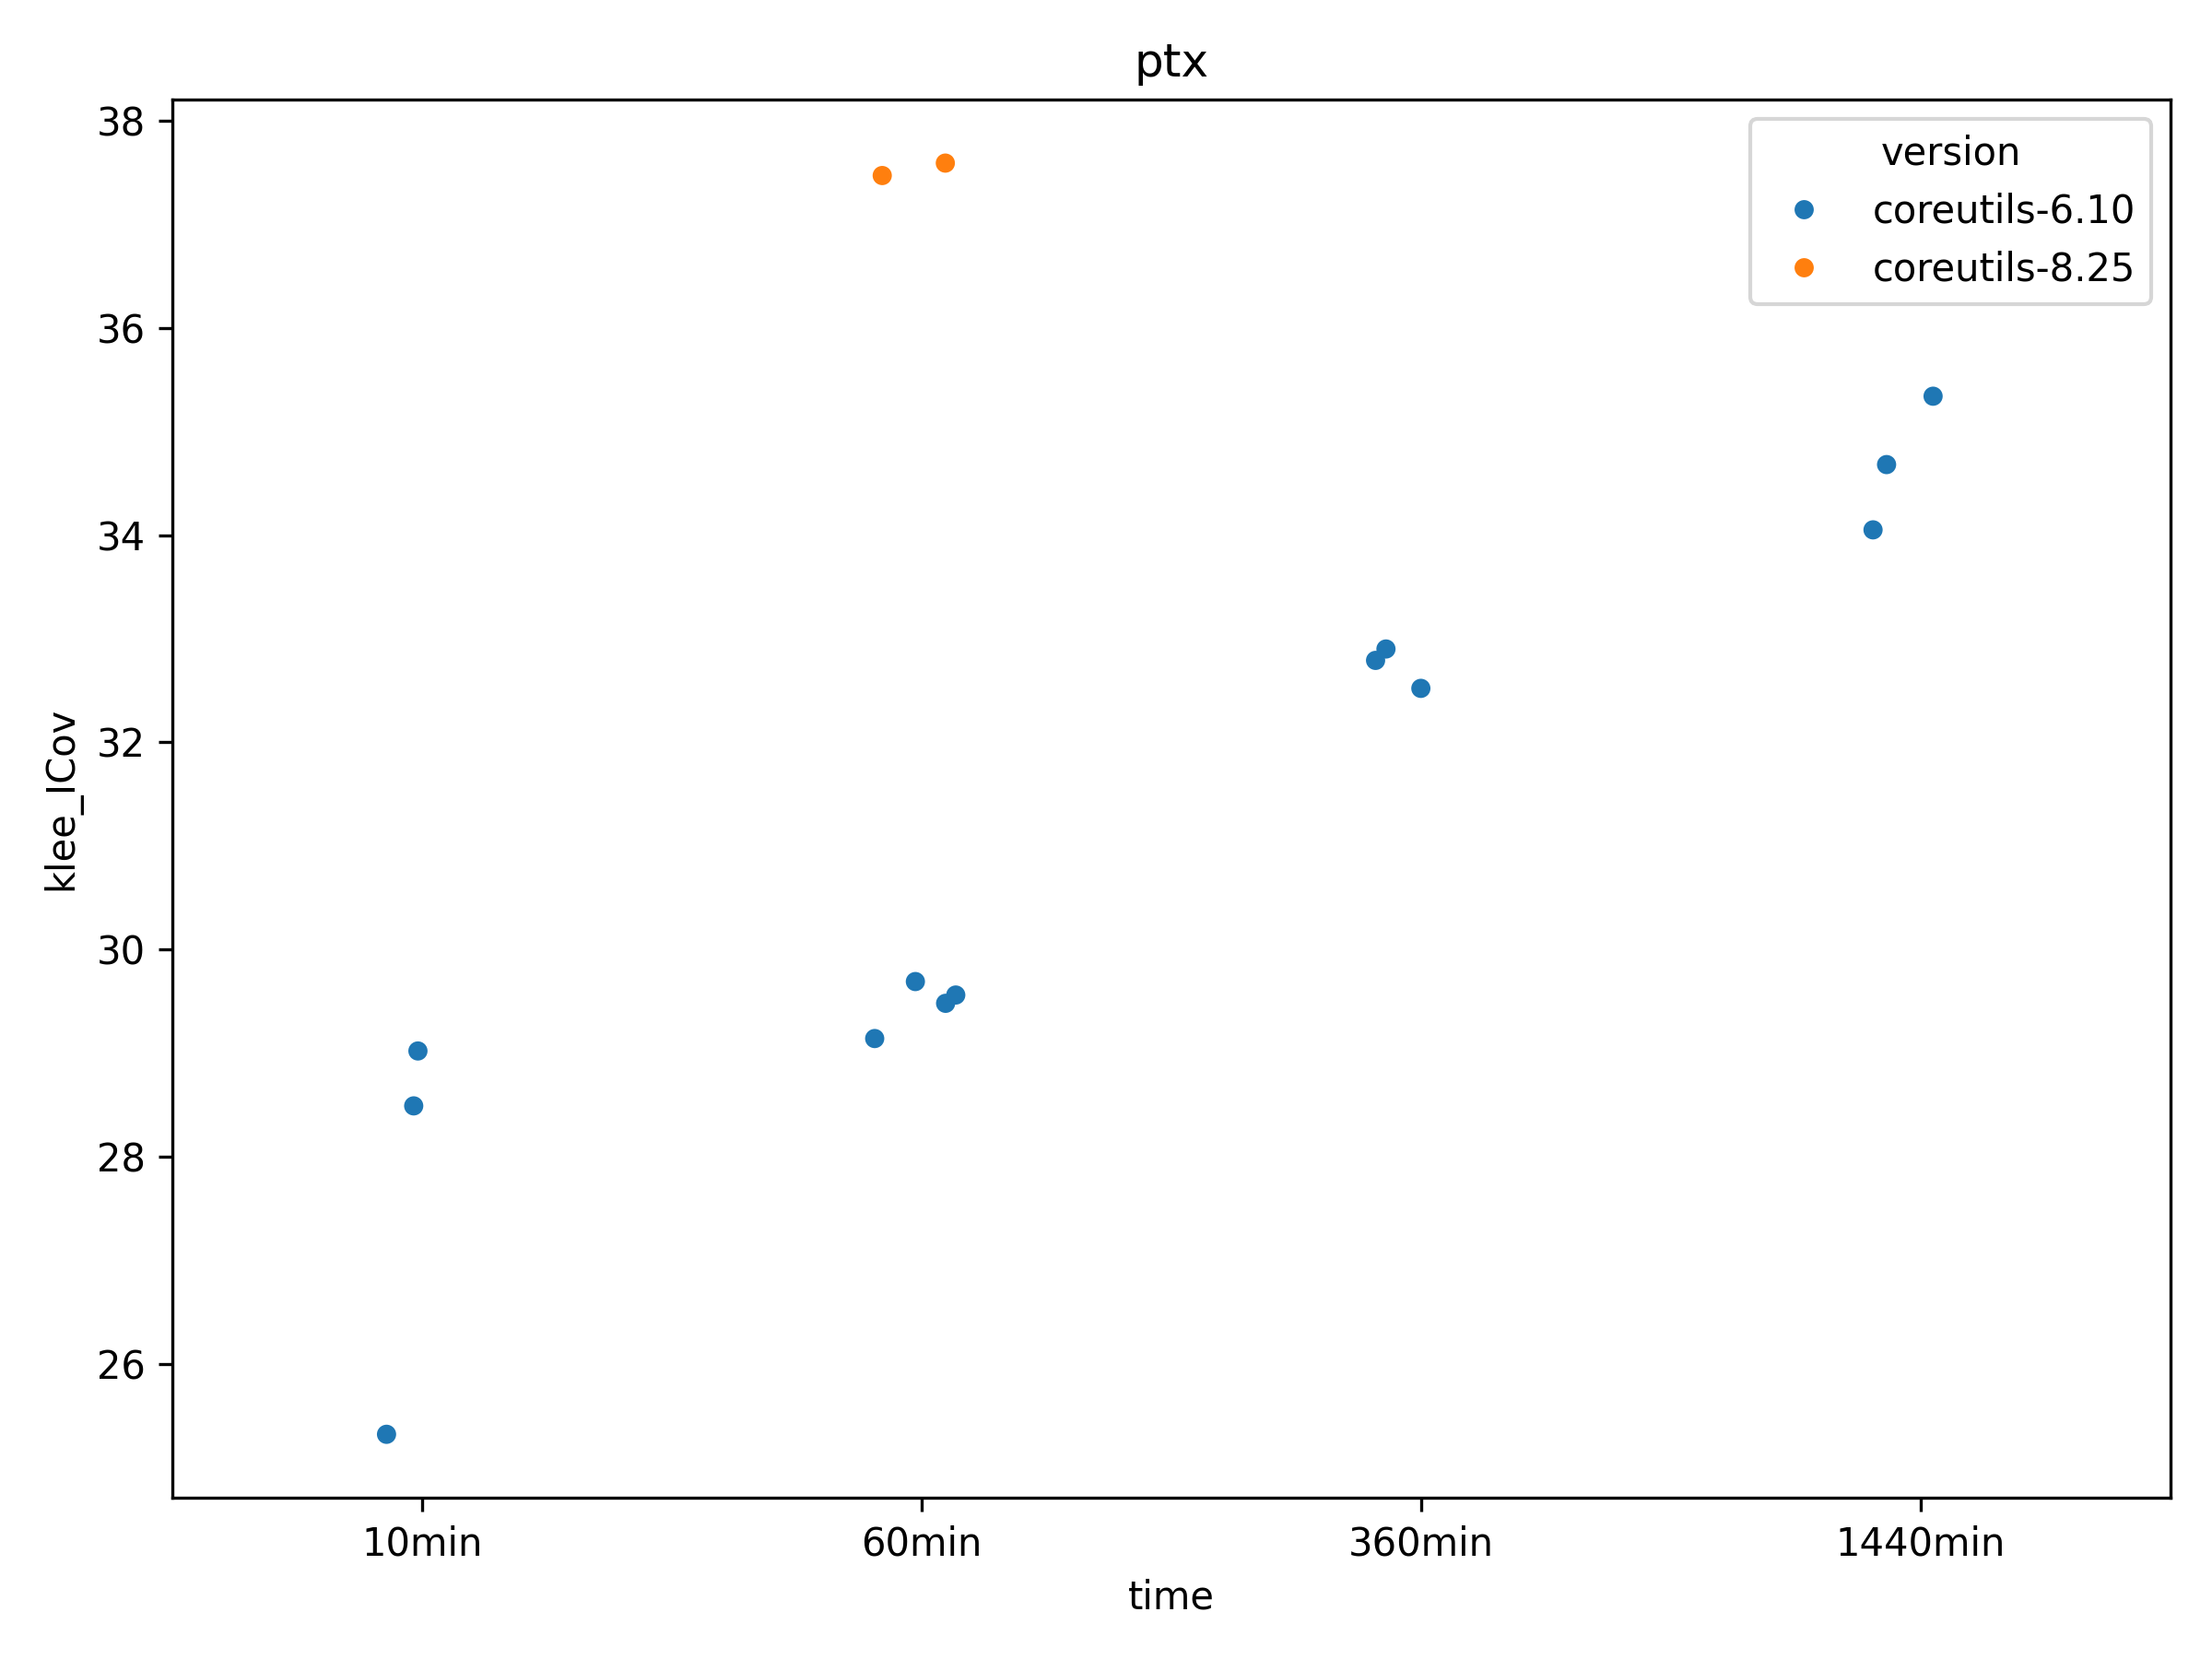 ptx
38
36
34
32
30
28
26
klee_ICov
version
coreutils-6.10
coreutils-8.25
10min
60min
360min
1440min
time